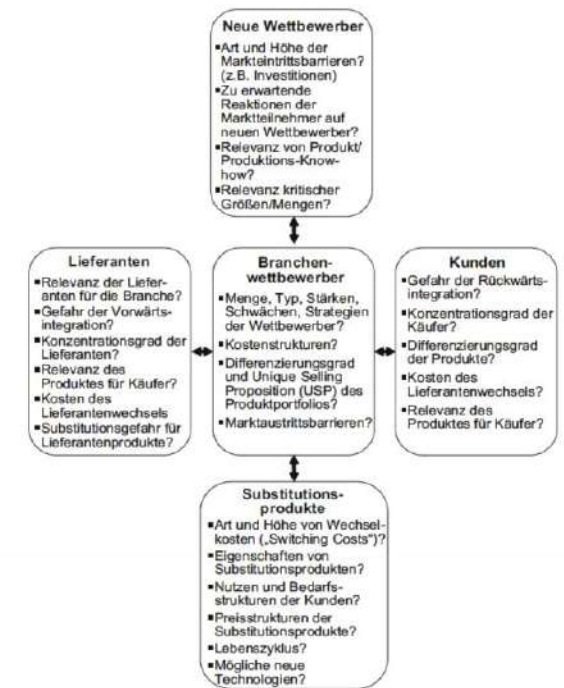 Neue Wettbewerber
▪Art und Höhe der
Markteintrittsbarrieren?
(z.B. Investitionen)
▪Zu erwartende
Reaktionen der
Marktteilnehmer auf
neuen Wettbewerber?
▪Relevanz von Produkt/
Produktions-Know-
how?
▪Relevanz kritischer
Größen/Mengen?
Lieferanten
▪Relevanz der Liefer-
anten für die Branche?
▪Gefahr der Vorwärts-
integration?
▪Konzentrationsgrad der
Lieferanten?
▪Relevanz des
Produktes für Käufer?
▪Kosten des
Lieferantenwechsels
▪Substitutionsgefahr für
Lieferantenprodukte?
Branchen-
wettbewerber
▪Menge, Typ, Stärken,
Schwächen, Strategien
der Wettbewerber?
▪Kostenstrukturen?
▪Differenzierungsgrad
und Unique Selling
Proposition (USP) des
Produktportfolios?
▪Marktaustrittsbarrieren?
Kunden
▪Gefahr der Rückwärts-
integration?
▪Konzentrationsgrad der
Käufer?
▪Differenzierungsgrad
der Produkte?
▪Kosten des
Lieferantenwechsels?
▪Relevanz des
Produktes für Käufer?
Substitutions-
produkte
▪Art und Höhe von Wechsel-
kosten („Switching Costs“)?
▪Eigenschaften von
Substitutionsprodukten?
▪Nutzen und Bedarfs-
strukturen der Kunden?
▪Preisstrukturen der
Substitutionsprodukte?
▪Lebenszyklus?
▪Mögliche neue
Technologien?